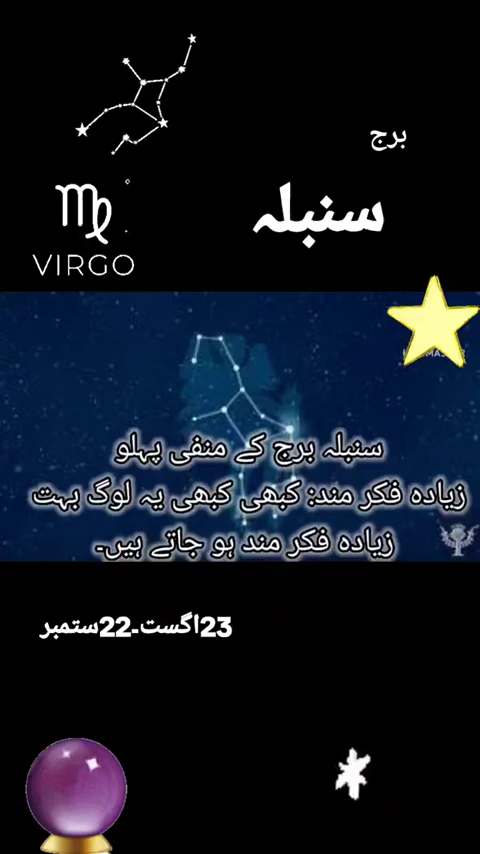 برج
سنبلہ
VIRGO
سنبلہ برج کے منفی پہلو
زیادہ فکر مند: کبھی کبھی یہ لوگ بہت
زیادہ فکر مند ہو جاتے ہیں۔
23اگست۔22ستمبر